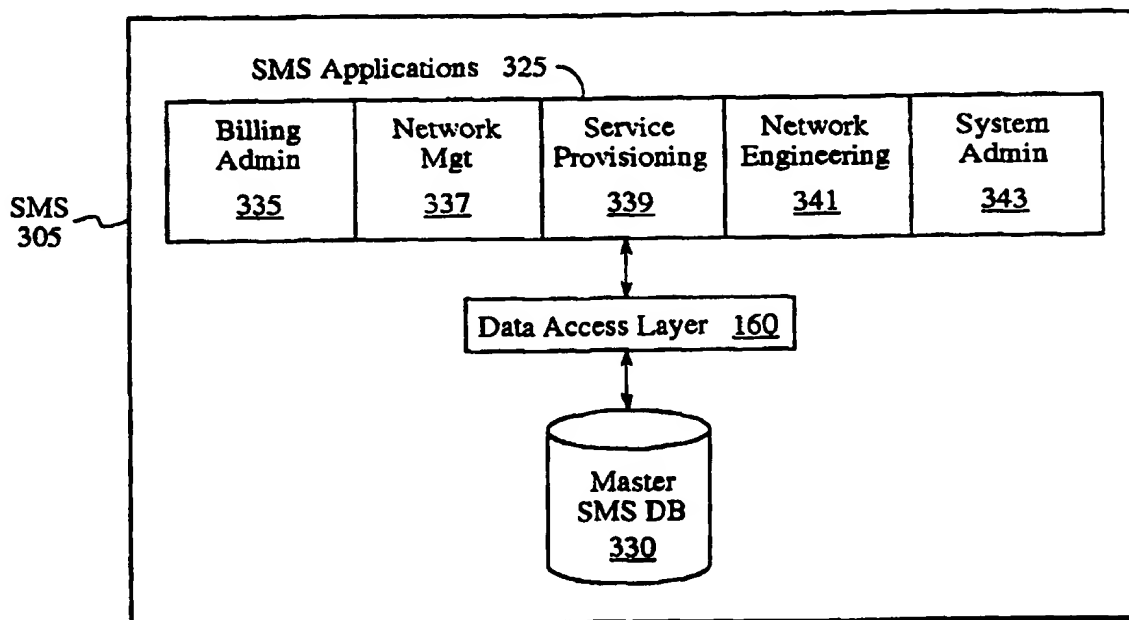 SMS Applications 325
Billing
Admin
335
Network
Mgt
337
Service
Provisioning
339
Network
Engineering
341
System
Admin
343
SMS
305
Data Access Layer 160
Master
SMS DB
330